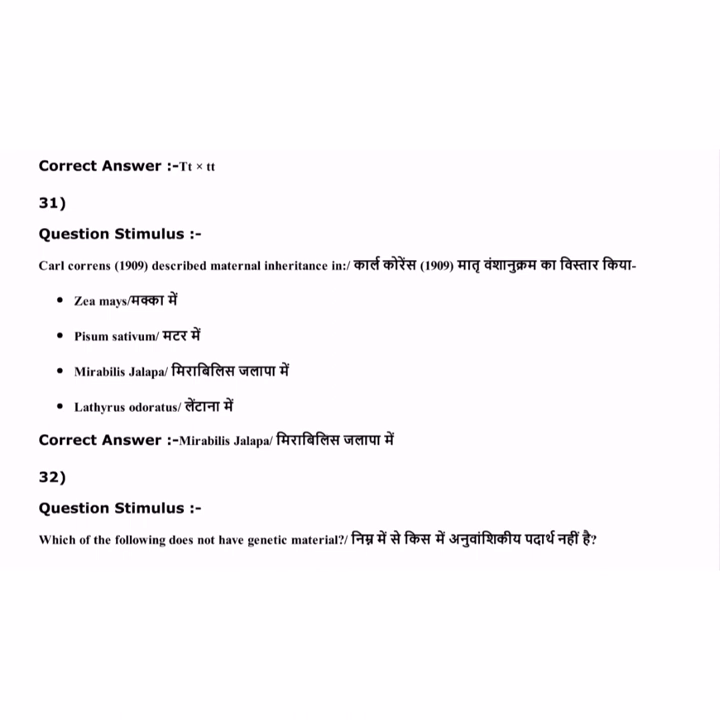 Correct Answer :-Tt × tt
31)
Question Stimulus :-
Carl correns (1909) described maternal inheritance in:/ कार्ल कोरेंस (1909) मातृ वंशानुक्रम का विस्तार किया-
• Zea mays/मक्का में
• Pisum sativum/ मटर में
• Mirabilis Jalapa/ मिराबिलिस जलापा में
• Lathyrus odoratus/ लेंटाना में
Correct Answer :-Mirabilis Jalapa/ मिराबिलिस जलापा में
32)
Question Stimulus :-
Which of the following does not have genetic material?/ निम्न में से किस में अनुवांशिकीय पदार्थ नहीं है?